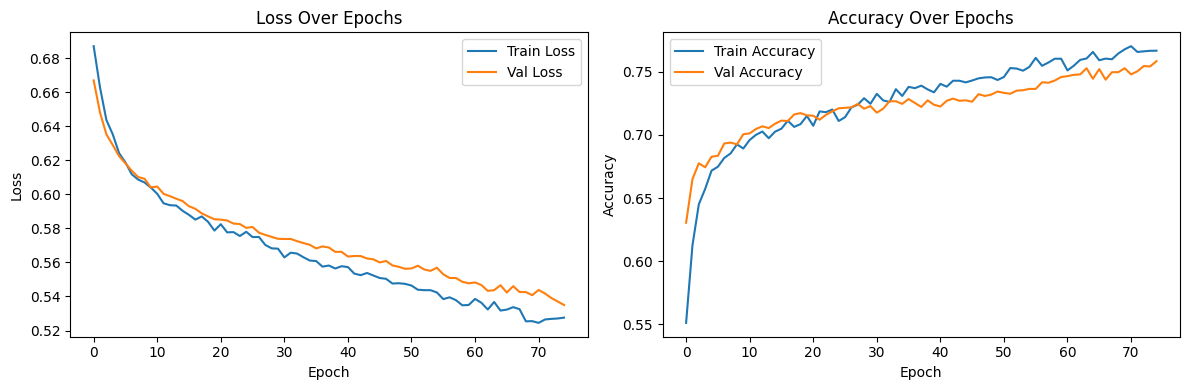 Loss Over Epochs
Train Loss
Val Loss
Loss
0.68
0.66
0.64
0.62
0.60
0.58
0.56
0.54
0.52
0 10 20 30 40 50 60 70
Epoch
Accuracy Over Epochs
Train Accuracy
Val Accuracy
Accuracy
0.75
0.70
0.65
0.60
0.55
0 10 20 30 40 50 60 70
Epoch